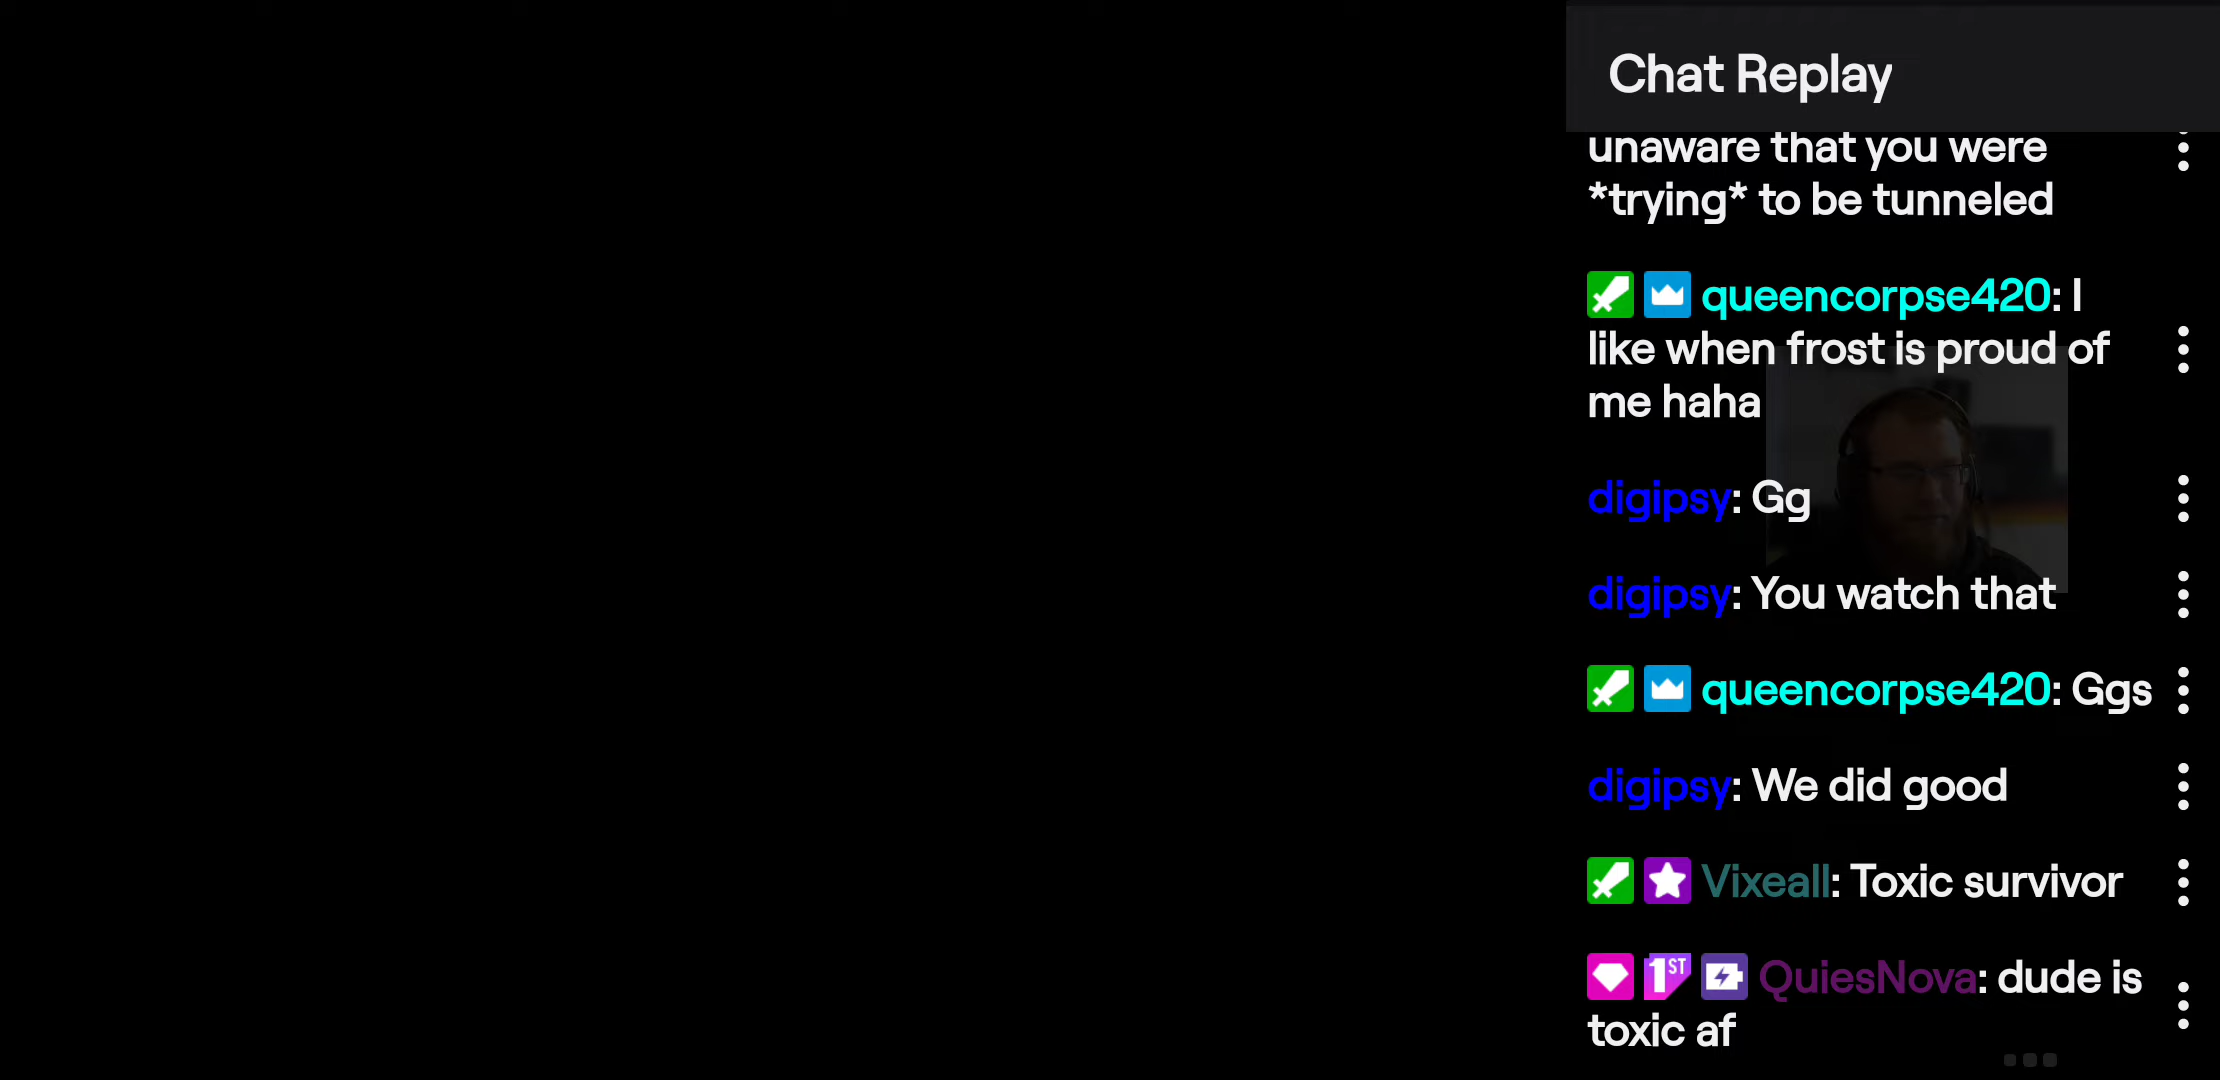 Chat Replay
unaware that you were
*trying* to be tunneled
queencorpse420: I
like when frost is proud of
me haha
digipsy: Gg
digipsy: You watch that
queencorpse420: Ggs
digipsy: We did good
Vixeall: Toxic survivor
1ST QuiesNova: dude is
toxic af